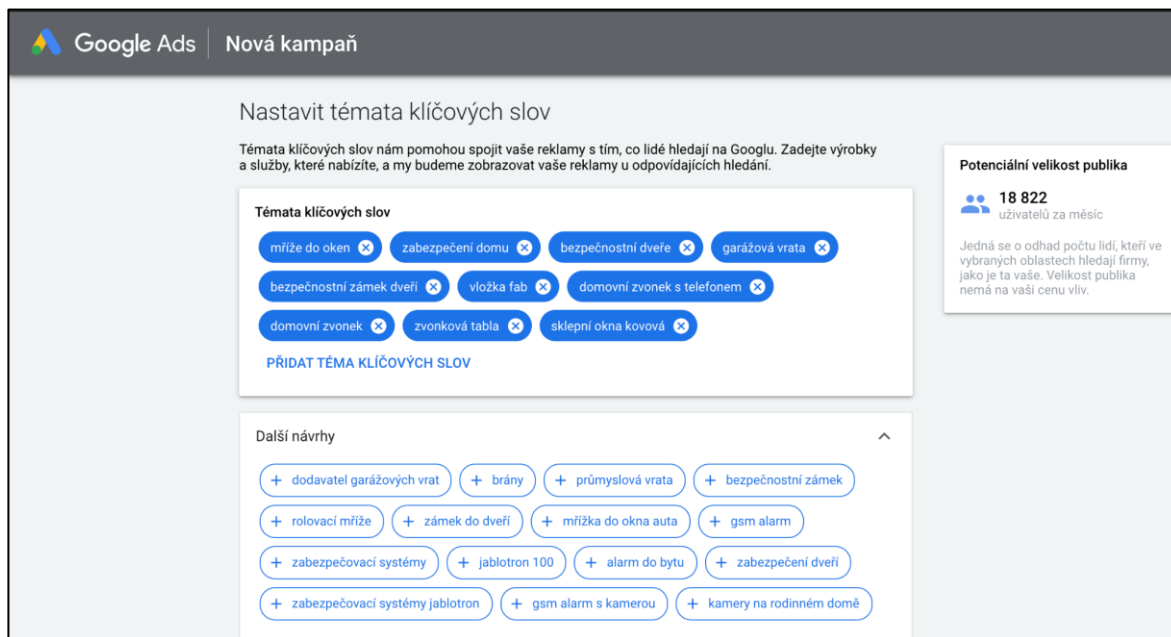 Google Ads Nová kampaň
Nastavit témata klíčových slov
Témata klíčových slov nám pomohou spojit vaše reklamy s tím, co lidé hledají na Googlu. Zadejte výrobky
a služby, které nabízíte, a my budeme zobrazovat vaše reklamy u odpovídajících hledání.
Témata klíčových slov
mříže do oken zabezpečení domu bezpečnostní dveře garážová vrata
bezpečnostní zámek dveří vložka fab domovní zvonek s telefonem
domovní zvonek zvonková tabla sklepní okna kovová
PŘIDAT TÉMA KLÍČOVÝCH SLOV
Další návrhy
+ dodavatel garážových vrat + brány + průmyslová vrata + bezpečnostní zámek
+ rolovací mříže + zámek do dveří + mřížka do okna auta + gsm alarm
+ zabezpečovací systémy + jablotron 100 + alarm do bytu + zabezpečení dveří
+ zabezpečovací systémy jablotron + gsm alarm s kamerou + kamery na rodinném domě
Potenciální velikost publika
18 822
uživatelů za měsíc
Jedná se o odhad počtu lidí, kteří ve
vybraných oblastech hledají firmy,
jako je ta vaše. Velikost publika
nemá na vaši cenu vliv.